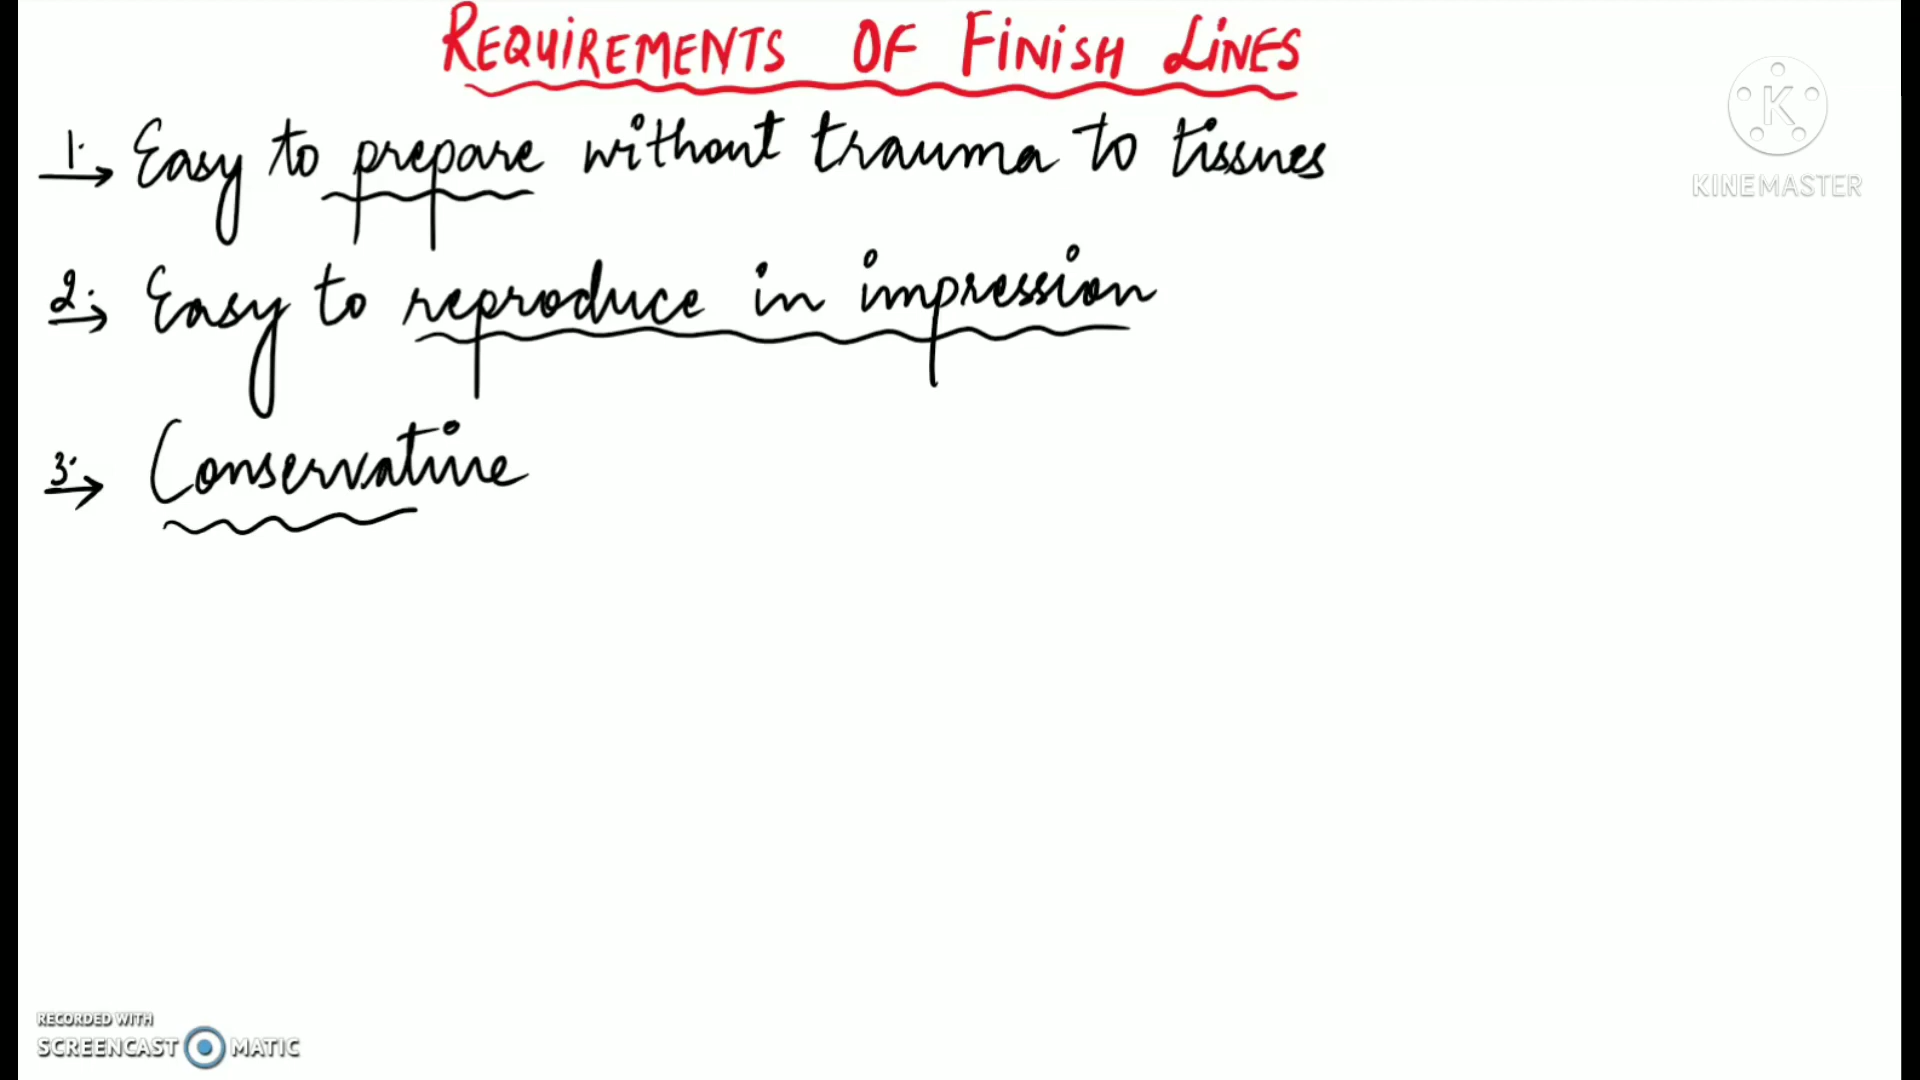 REQUIREMENTS OF FINISH LINES
1. Easy to prepare without trauma to tissues
2. Easy to reproduce in impression
3. Conservative
K
KINEMASTER
RECORDED WITH
SCREENCAST MATIC